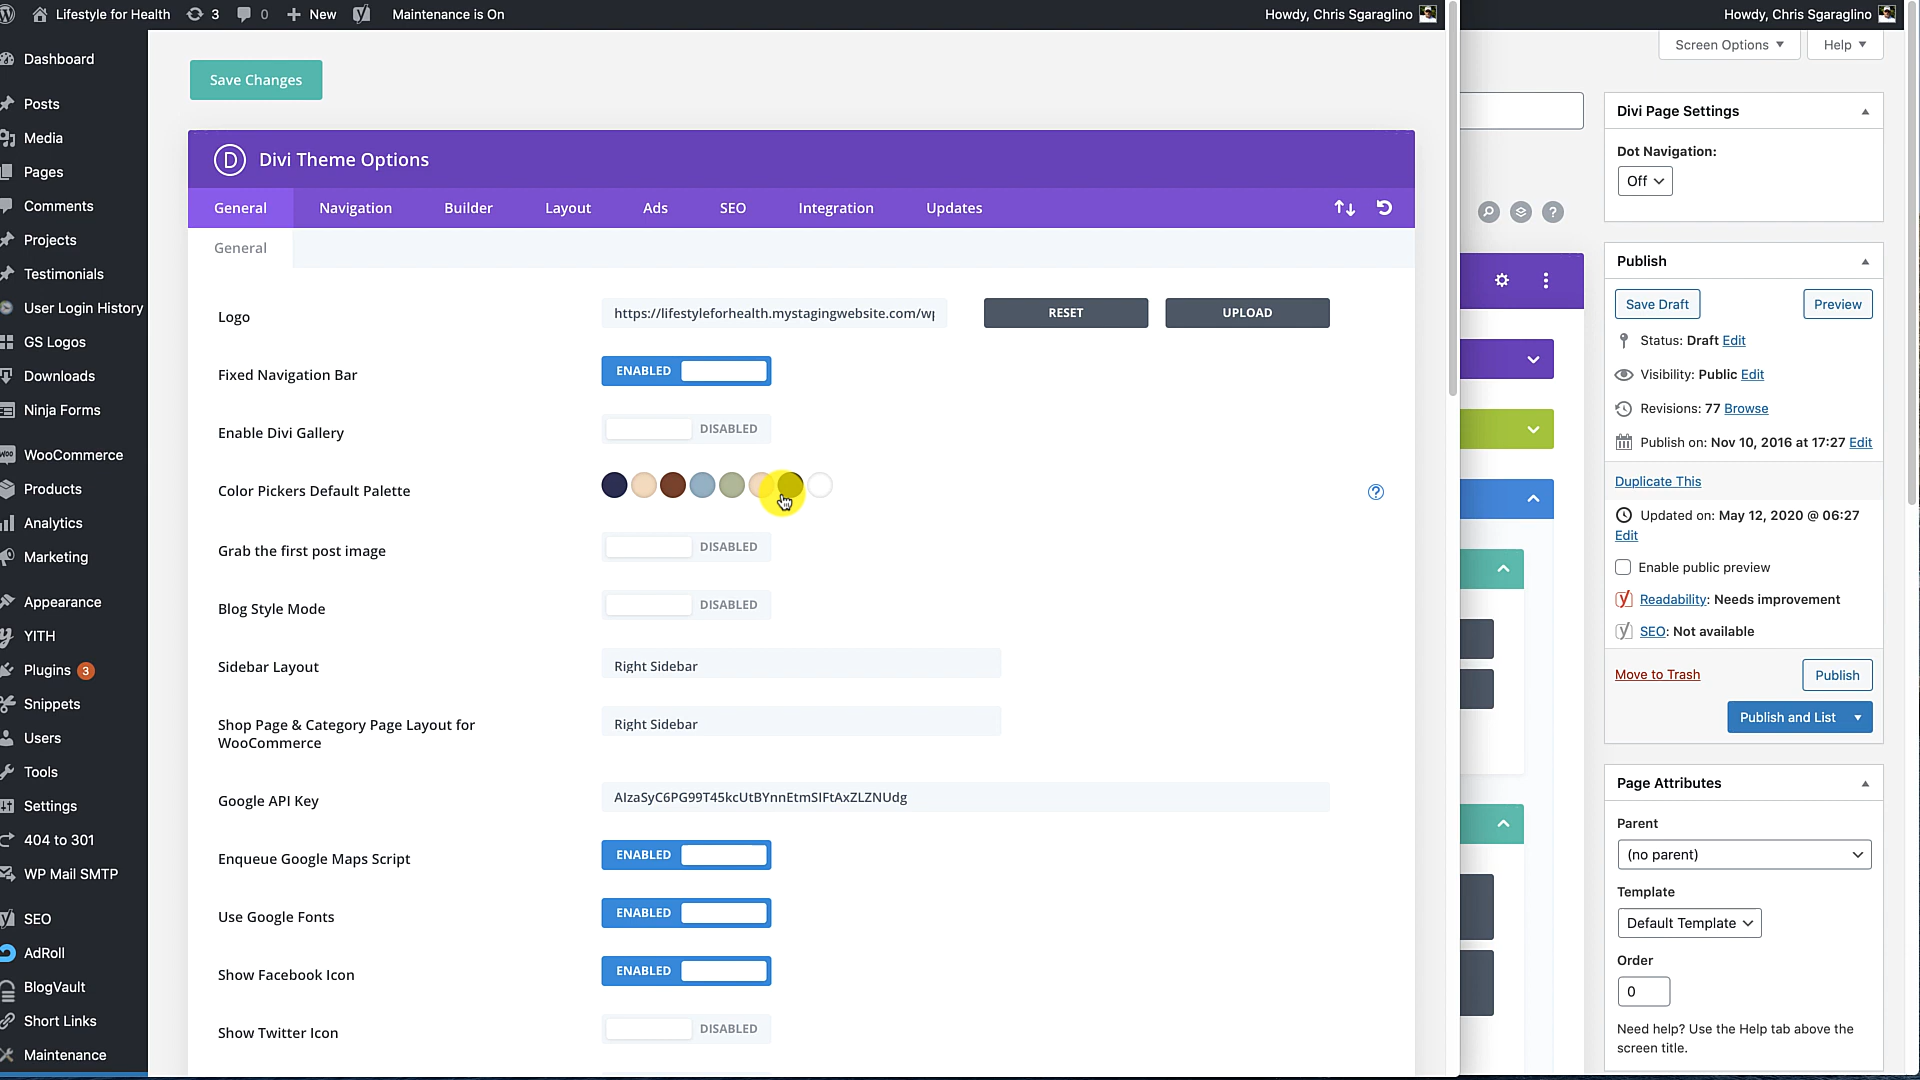 Lifestyle for Health
3
0
New
Maintenance is On
Howdy, Chris Sgaraglino
Howdy, Chris Sgaraglino
Screen Options
Help
Dashboard
Posts
Media
Pages
Comments
Projects
Testimonials
User Login History
GS Logos
Downloads
Ninja Forms
WooCommerce
Products
Analytics
Marketing
Appearance
YITH
Plugins 3
Snippets
Users
Tools
Settings
404 to 301
WP Mail SMTP
SEO
AdRoll
BlogVault
Short Links
Maintenance
Save Changes
D Divi Theme Options
General
Navigation
Builder
Layout
Ads
SEO
Integration
Updates
General
Logo
https://lifestyleforhealth.mystagingwebsite.com/wp
RESET
UPLOAD
Fixed Navigation Bar
ENABLED
Enable Divi Gallery
DISABLED
Color Pickers Default Palette
?
Grab the first post image
DISABLED
Blog Style Mode
DISABLED
Sidebar Layout
Right Sidebar
Shop Page & Category Page Layout for
WooCommerce
Right Sidebar
Google API Key
AIzaSyC6PG99T45kcUtBYnnEtmSIFtAxZLZNUdg
Enqueue Google Maps Script
ENABLED
Use Google Fonts
ENABLED
Show Facebook Icon
ENABLED
Show Twitter Icon
DISABLED
?
Divi Page Settings
Dot Navigation:
Off
Publish
Save Draft
Preview
Status: Draft Edit
Visibility: Public Edit
Revisions: 77 Browse
Publish on: Nov 10, 2016 at 17:27 Edit
Duplicate This
Updated on: May 12, 2020 @ 06:27
Edit
Enable public preview
Readability: Needs improvement
SEO: Not available
Move to Trash
Publish
Publish and List
Page Attributes
Parent
(no parent)
Template
Default Template
Order
0
Need help? Use the Help tab above the
screen title.